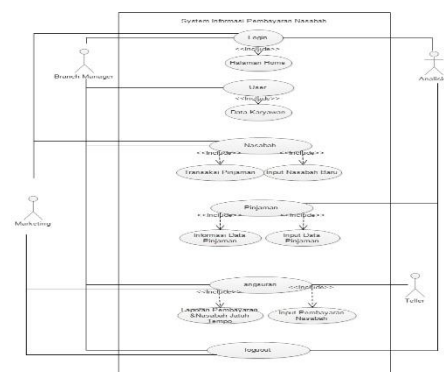 System Informasi Pembayaran Nasabah
Login
<<Include>>
Halaman Home
Branch Manager
Analisk
User
<<Include>>
Data Karyawan
Nasabah
<<Include>>
<<Include>>
Transaksi Pinjaman
Input Nasabah Baru
Pinjaman
<<Include>>
<<Include>>
Marketing
Informasi Data
Pinjaman
Input Data
Pinjaman
angsuran
<<Include>>
<<Include>>
Teller
Laporan Pembayaran
&Nasabah Jatuh
Tempo
Input Pembayaran
Nasabah
logout